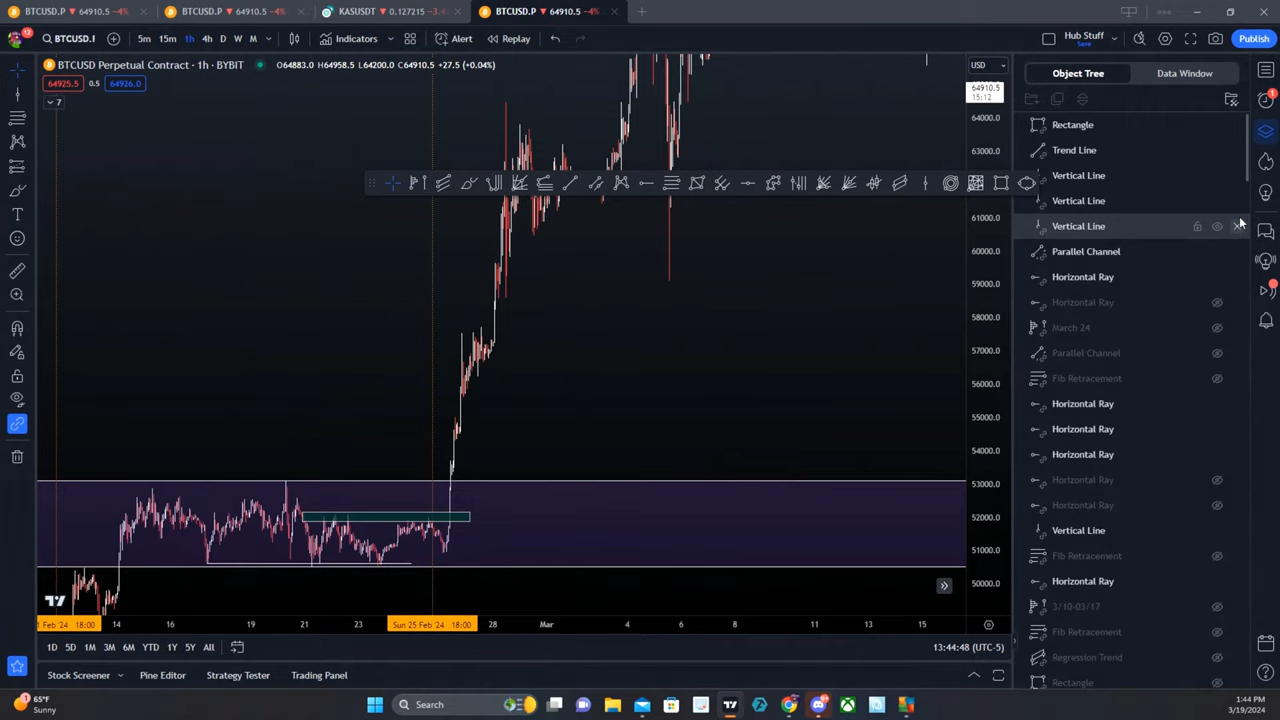 BTCUSD.P 64910.5 -4%
BTCUSD.P 64910.5 -4%
KASUSDT 0.127215 -3.4
BTCUSD.P 64910.5 -4%
12
BTCUSD.I
5m 15m 1h 4h D W M
Indicators
Alert
Replay
Hub Stuff
Save
Publish
BTCUSD Perpetual Contract · 1h · BYBIT
O64883.0 H64958.5 L64200.0 C64910.5 +27.5 (+0.04%)
64925.5 0.5 64926.0
7
USD
64910.5
15:12
64000.0
63000.0
61000.0
60000.0
59000.0
58000.0
57000.0
56000.0
55000.0
54000.0
53000.0
52000.0
51000.0
50000.0
Object Tree Data Window
Rectangle
Trend Line
Vertical Line
Vertical Line
Vertical Line
Parallel Channel
Horizontal Ray
Horizontal Ray
March 24
Parallel Channel
Fib Retracement
Horizontal Ray
Horizontal Ray
Horizontal Ray
Horizontal Ray
Horizontal Ray
Vertical Line
Fib Retracement
Horizontal Ray
3/10-03/17
Fib Retracement
Regression Trend
Rectangle
1
Feb '24 18:00 14 16 19 21 23 Sun 25 Feb '24 18:00 28 Mar 4 6 8 11 13 15
1D 5D 1M 3M 6M YTD 1Y 5Y All
13:44:48 (UTC-5)
Stock Screener Pine Editor Strategy Tester Trading Panel
65°F
Sunny
Search
1:44 PM
3/19/2024